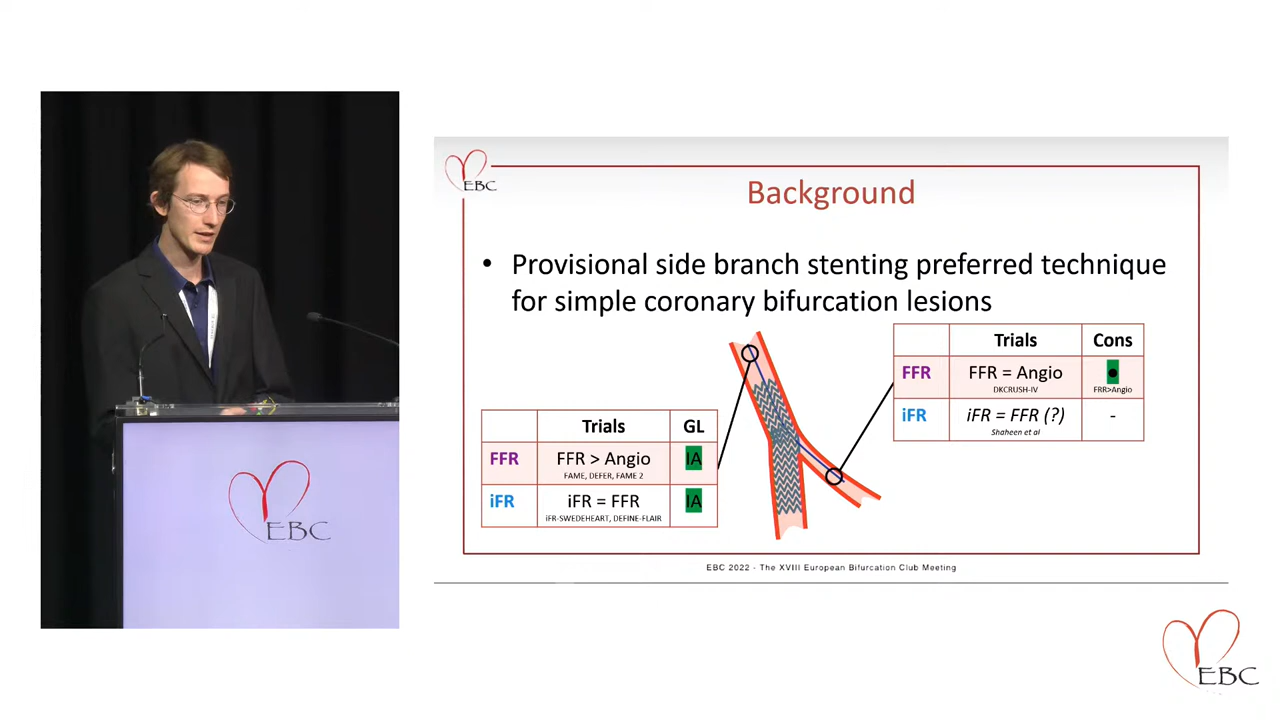 EBC
Background
• Provisional side branch stenting preferred technique
for simple coronary bifurcation lesions
Trials Cons
FFR FFR = Angio
DKCRUSH-IV FRR>Angio
iFR iFR = FFR (?) -
Shaheen et al
Trials GL
FFR FFR > Angio IA
FAME, DEFER, FAME 2
iFR iFR = FFR IA
iFR-SWEDEHEART, DEFINE-FLAIR
EBC 2022 - The XVIII European Bifurcation Club Meeting
EBC
EBC